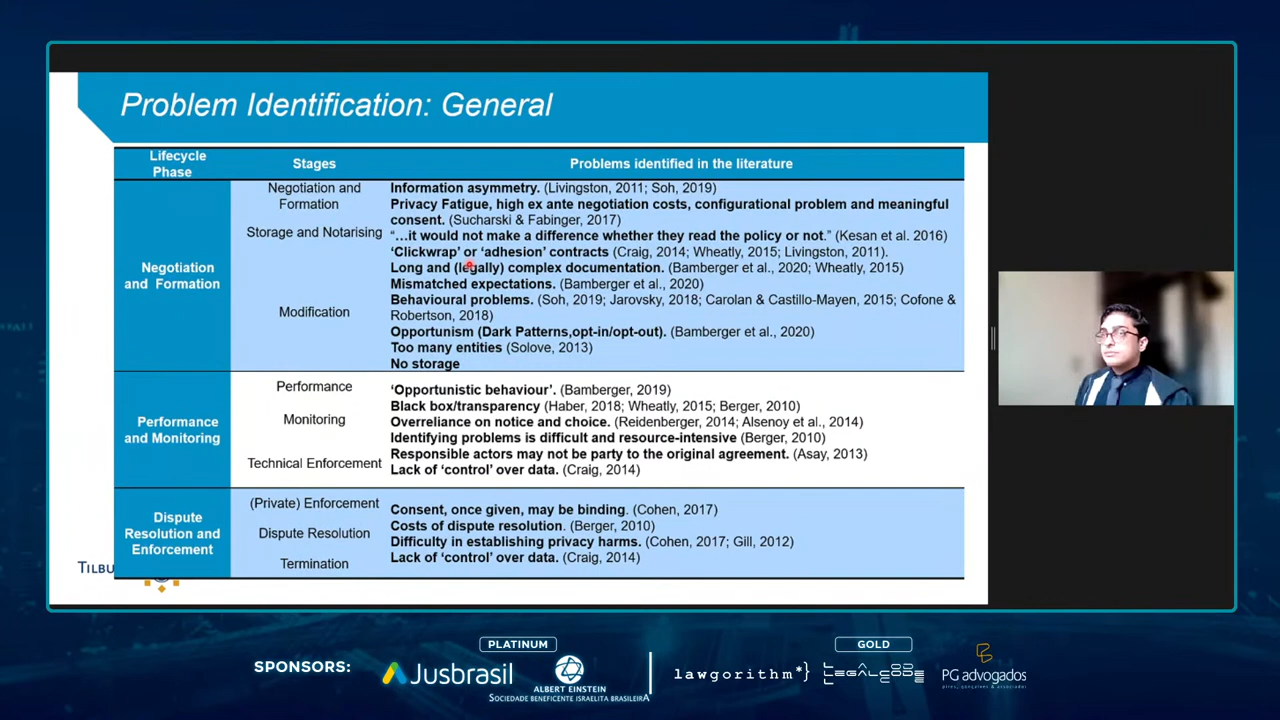 Problem Identification: General
Lifecycle Phase
Stages
Problems identified in the literature
Negotiation and Formation
Negotiation and Formation
Storage and Notarising
Modification
Information asymmetry. (Livingston, 2011; Soh, 2019)
Privacy Fatigue, high ex ante negotiation costs, configurational problem and meaningful
consent. (Sucharski & Fabinger, 2017)
“…it would not make a difference whether they read the policy or not.” (Kesan et al. 2016)
‘Clickwrap’ or ‘adhesion’ contracts (Craig, 2014; Wheatly, 2015; Livingston, 2011).
Long and (legally) complex documentation. (Bamberger et al., 2020; Wheatly, 2015)
Mismatched expectations. (Bamberger et al., 2020)
Behavioural problems. (Soh, 2019; Jarovsky, 2018; Carolan & Castillo-Mayen, 2015; Cofone &
Robertson, 2018)
Opportunism (Dark Patterns,opt-in/opt-out). (Bamberger et al., 2020)
Too many entities (Solove, 2013)
No storage
Performance and Monitoring
Performance
Monitoring
Technical Enforcement
‘Opportunistic behaviour’. (Bamberger, 2019)
Black box/transparency (Haber, 2018; Wheatly, 2015; Berger, 2010)
Overreliance on notice and choice. (Reidenberger, 2014; Alsenoy et al., 2014)
Identifying problems is difficult and resource-intensive (Berger, 2010)
Responsible actors may not be party to the original agreement. (Asay, 2013)
Lack of ‘control’ over data. (Craig, 2014)
Dispute Resolution and Enforcement
(Private) Enforcement
Dispute Resolution
Termination
Consent, once given, may be binding. (Cohen, 2017)
Costs of dispute resolution. (Berger, 2010)
Difficulty in establishing privacy harms. (Cohen, 2017; Gill, 2012)
Lack of ‘control’ over data. (Craig, 2014)
TILBU
SPONSORS:
PLATINUM
Jusbrasil
ALBERT EINSTEIN
SOCIEDADE BENEFICENTE ISRAELITA BRASILEIRA
GOLD
lawgorithm*}
LEGALCODE
PG advogados